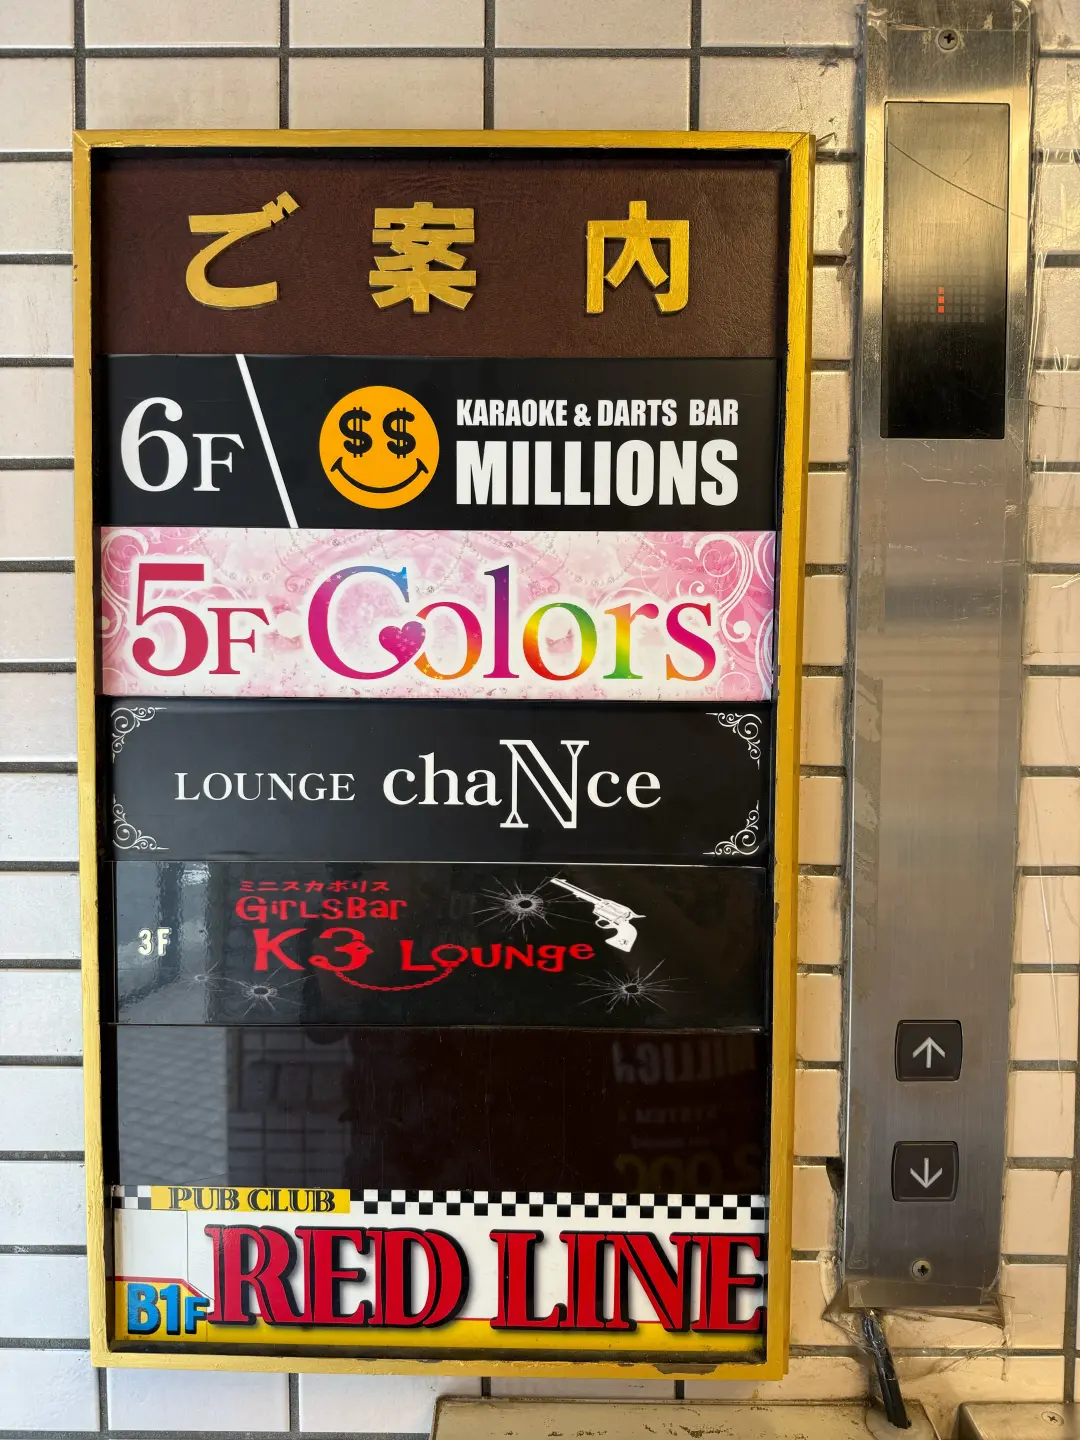 ご案内
6F
$ $
KARAOKE & DARTS BAR
MILLIONS
5F Colors
LOUNGE chaNce
ミニスカポリス
GirLsBar
3F
K3 LoUNge
PUB CLUB
B1F
RED LINE